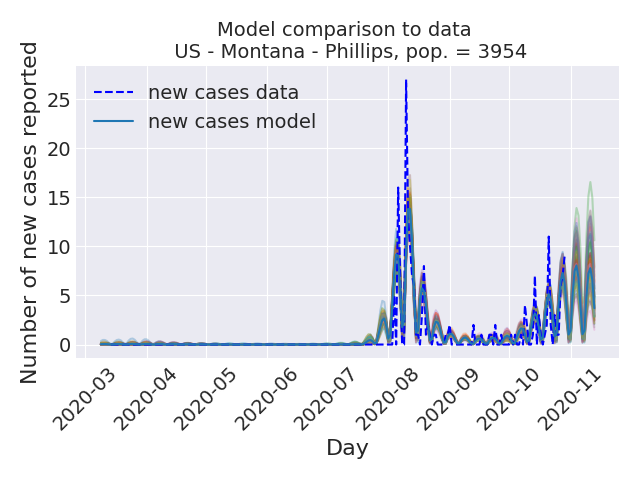 Model comparison to data
US - Montana - Phillips, pop. = 3954
Number of new cases reported
25
20
15
10
5
0
new cases data
new cases model
2020-03
2020-04
2020-05
2020-06
2020-07
2020-08
2020-09
2020-10
2020-11
Day